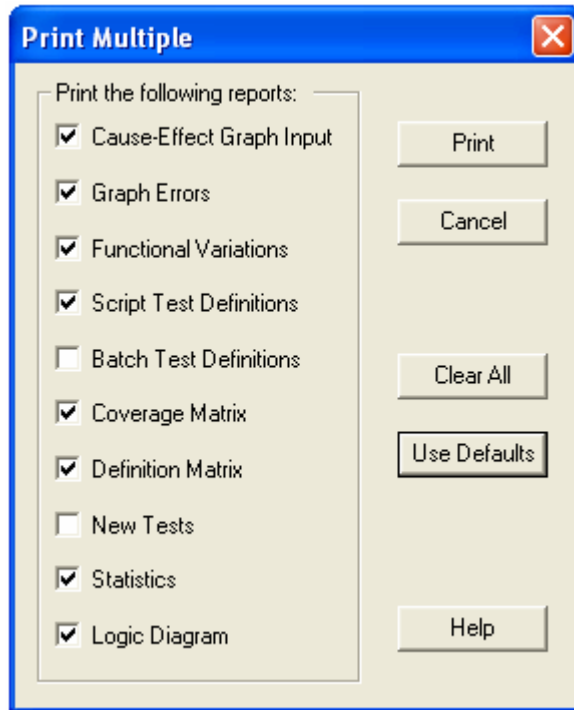 Print Multiple
Print the following reports:
Cause-Effect Graph Input
Graph Errors
Functional Variations
Script Test Definitions
Batch Test Definitions
Coverage Matrix
Definition Matrix
New Tests
Statistics
Logic Diagram
Print
Cancel
Clear All
Use Defaults
Help